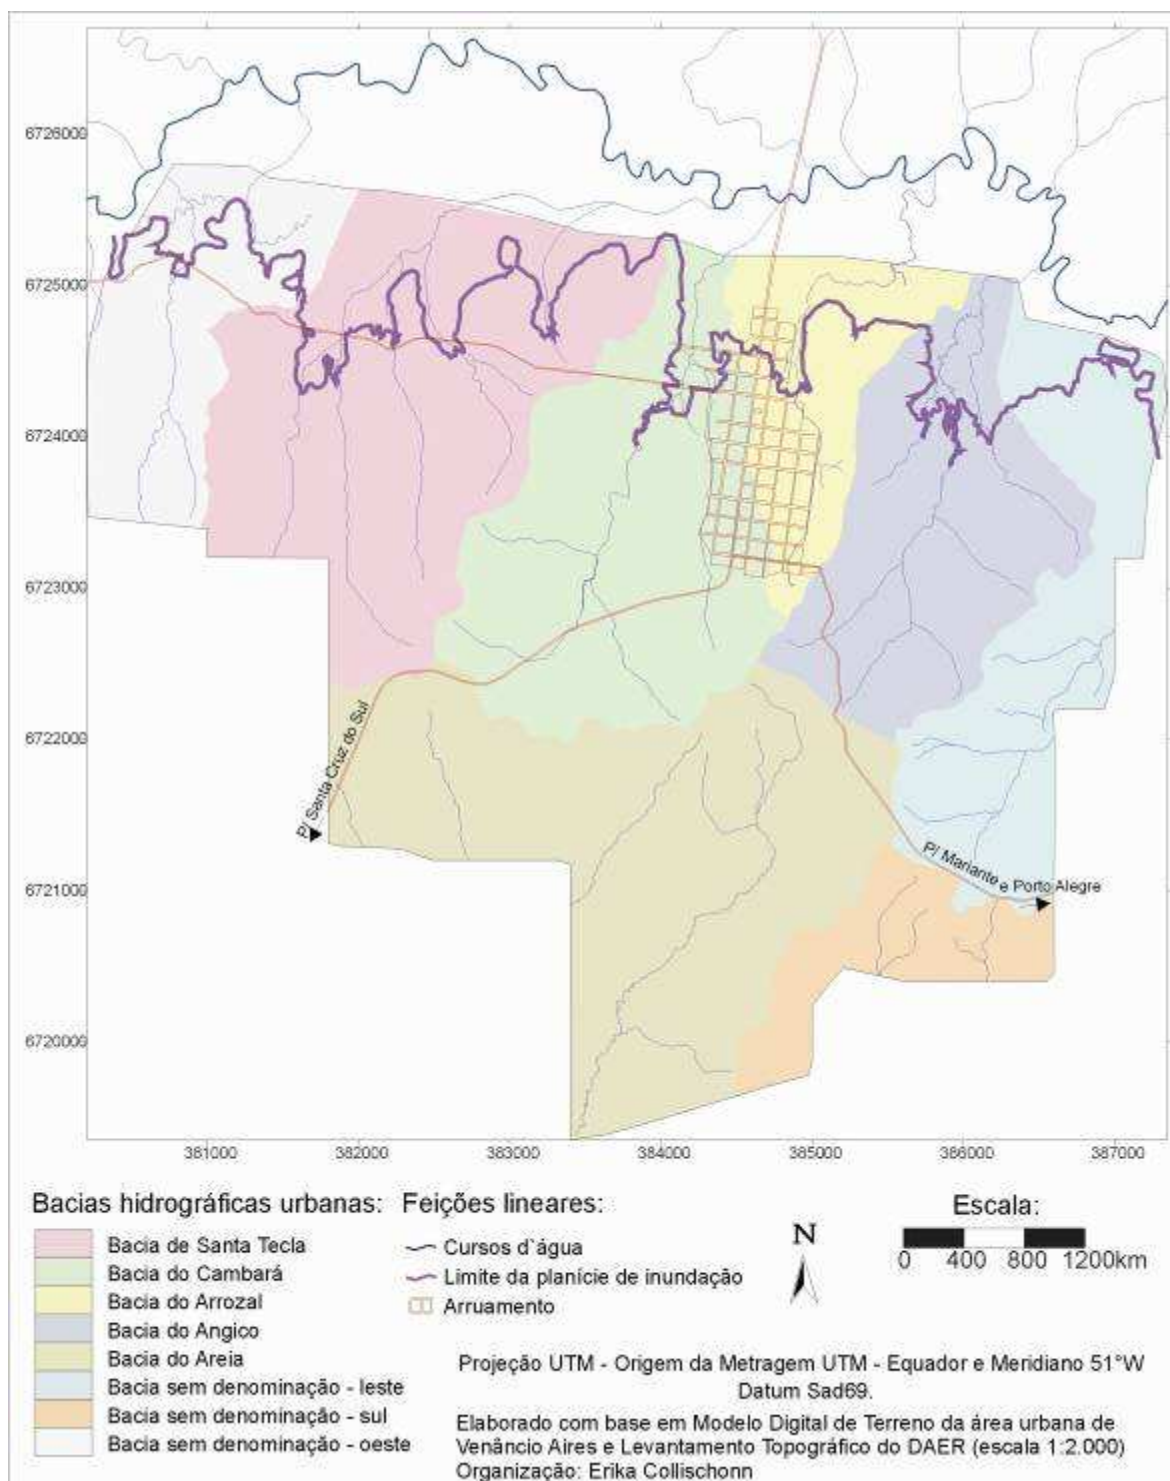 6726000
6725000
6724000
6723000
6722000
6721000
6720000
P/ Santa Cruz do Sul
P/ Mariante e Porto Alegre
381000 382000 383000 384000 385000 386000 387000
Bacias hidrográficas urbanas:
Bacia de Santa Tecla
Bacia do Cambará
Bacia do Arrozal
Bacia do Angico
Bacia do Areia
Bacia sem denominação - leste
Bacia sem denominação - sul
Bacia sem denominação - oeste
Feições lineares:
Cursos d`água
Limite da planície de inundação
Arruamento
N
Escala:
0 400 800 1200km
Projeção UTM - Origem da Metragem UTM - Equador e Meridiano 51°W
Datum Sad69.
Elaborado com base em Modelo Digital de Terreno da área urbana de
Venâncio Aires e Levantamento Topográfico do DAER (escala 1:2.000)
Organização: Erika Collischonn